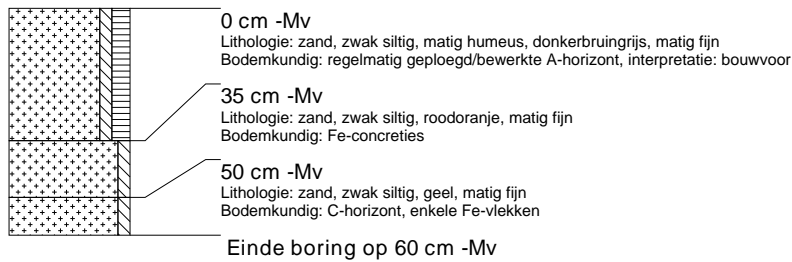 0 cm -Mv
Lithologie: zand, zwak siltig, matig humeus, donkerbruingrijs, matig fijn
Bodemkundig: regelmatig geploegd/bewerkte A-horizont, interpretatie: bouwvoor
35 cm -Mv
Lithologie: zand, zwak siltig, roodoranje, matig fijn
Bodemkundig: Fe-concreties
50 cm -Mv
Lithologie: zand, zwak siltig, geel, matig fijn
Bodemkundig: C-horizont, enkele Fe-vlekken
Einde boring op 60 cm -Mv